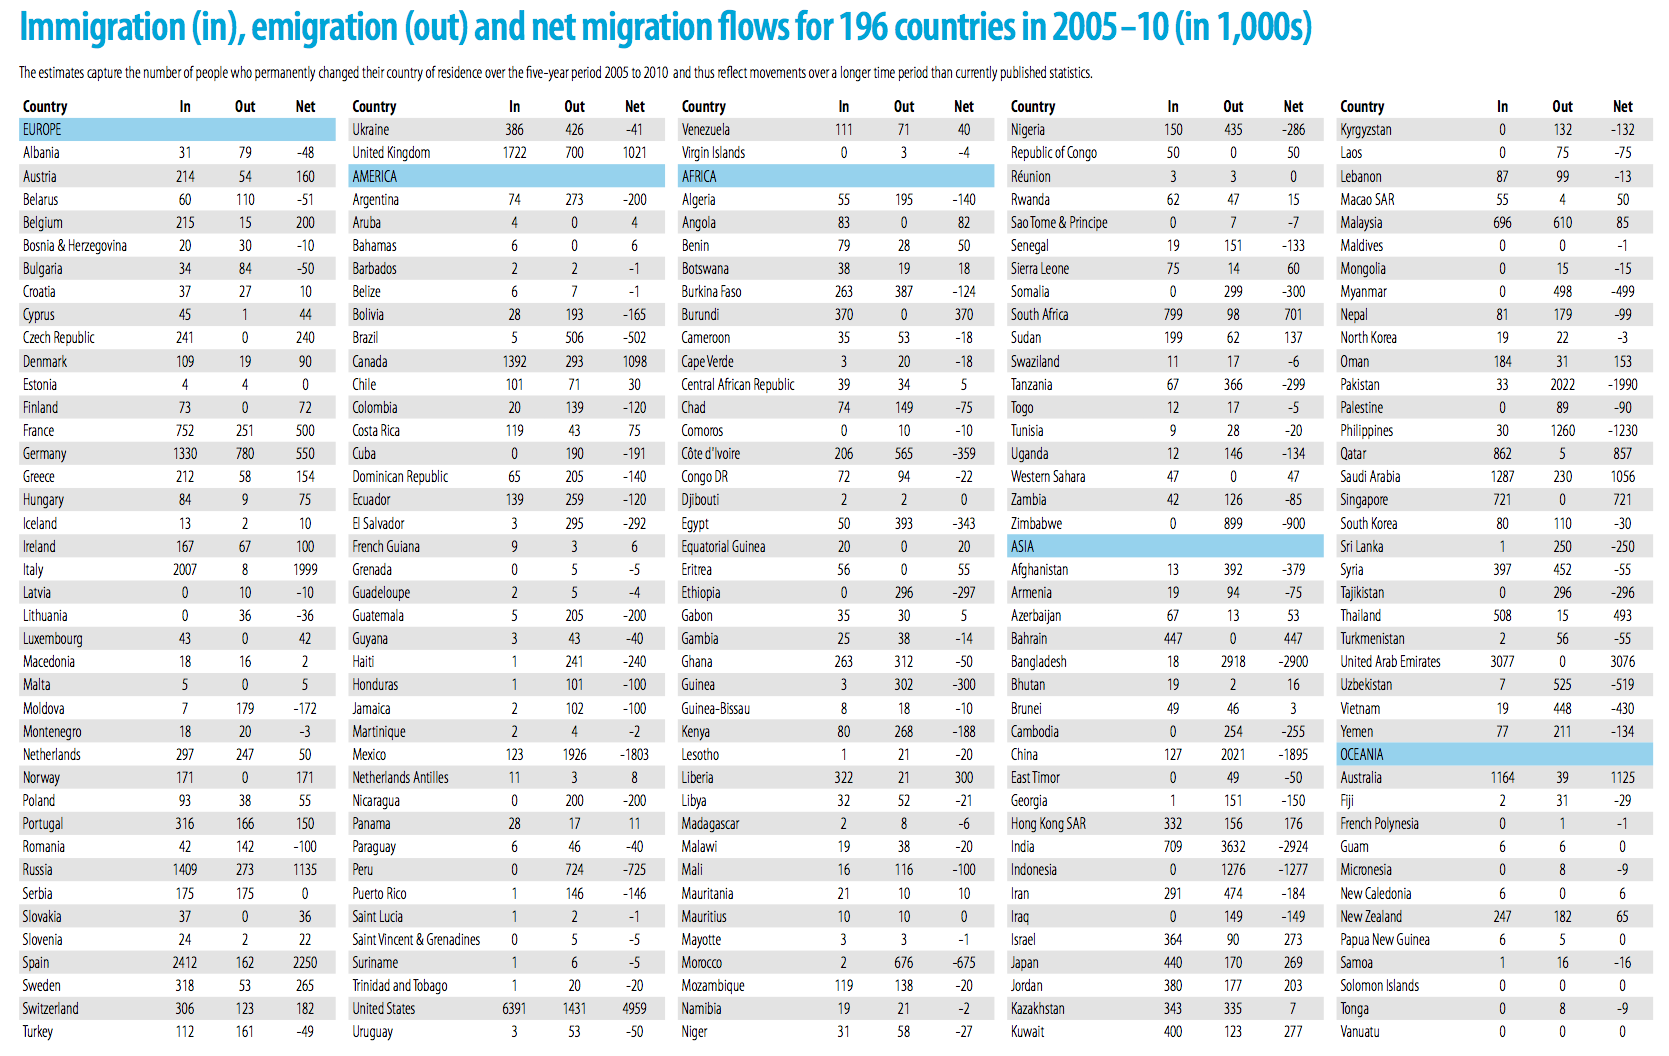 Immigration (in), emigration (out) and net migration flows for 196 countries in 2005–10 (in 1,000s)
The estimates capture the number of people who permanently changed their country of residence over the five-year period 2005 to 2010 and thus reflect movements over a longer time period than currently published statistics.
Country In Out Net
EUROPE
Albania 31 79 -48
Austria 214 54 160
Belarus 60 110 -51
Belgium 215 15 200
Bosnia & Herzegovina 20 30 -10
Bulgaria 34 84 -50
Croatia 37 27 10
Cyprus 45 1 44
Czech Republic 241 0 240
Denmark 109 19 90
Estonia 4 4 0
Finland 73 0 72
France 752 251 500
Germany 1330 780 550
Greece 212 58 154
Hungary 84 9 75
Iceland 13 2 10
Ireland 167 67 100
Italy 2007 8 1999
Latvia 0 10 -10
Lithuania 0 36 -36
Luxembourg 43 0 42
Macedonia 18 16 2
Malta 5 0 5
Moldova 7 179 -172
Montenegro 18 20 -3
Netherlands 297 247 50
Norway 171 0 171
Poland 93 38 55
Portugal 316 166 150
Romania 42 142 -100
Russia 1409 273 1135
Serbia 175 175 0
Slovakia 37 0 36
Slovenia 24 2 22
Spain 2412 162 2250
Sweden 318 53 265
Switzerland 306 123 182
Turkey 112 161 -49
Country In Out Net
Ukraine 386 426 -41
United Kingdom 1722 700 1021
AMERICA
Argentina 74 273 -200
Aruba 4 0 4
Bahamas 6 0 6
Barbados 2 2 -1
Belize 6 7 -1
Bolivia 28 193 -165
Brazil 5 506 -502
Canada 1392 293 1098
Chile 101 71 30
Colombia 20 139 -120
Costa Rica 119 43 75
Cuba 0 190 -191
Dominican Republic 65 205 -140
Ecuador 139 259 -120
El Salvador 3 295 -292
French Guiana 9 3 6
Grenada 0 5 -5
Guadeloupe 2 5 -4
Guatemala 5 205 -200
Guyana 3 43 -40
Haiti 1 241 -240
Honduras 1 101 -100
Jamaica 2 102 -100
Martinique 2 4 -2
Mexico 123 1926 -1803
Netherlands Antilles 11 3 8
Nicaragua 0 200 -200
Panama 28 17 11
Paraguay 6 46 -40
Peru 0 724 -725
Puerto Rico 1 146 -146
Saint Lucia 1 2 -1
Saint Vincent & Grenadines 0 5 -5
Suriname 1 6 -5
Trinidad and Tobago 1 20 -20
United States 6391 1431 4959
Uruguay 3 53 -50
Country In Out Net
Venezuela 111 71 40
Virgin Islands 0 3 -4
AFRICA
Algeria 55 195 -140
Angola 83 0 82
Benin 79 28 50
Botswana 38 19 18
Burkina Faso 263 387 -124
Burundi 370 0 370
Cameroon 35 53 -18
Cape Verde 3 20 -18
Central African Republic 39 34 5
Chad 74 149 -75
Comoros 0 10 -10
Côte d'Ivoire 206 565 -359
Congo DR 72 94 -22
Djibouti 2 2 0
Egypt 50 393 -343
Equatorial Guinea 20 0 20
Eritrea 56 0 55
Ethiopia 0 296 -297
Gabon 35 30 5
Gambia 25 38 -14
Ghana 263 312 -50
Guinea 3 302 -300
Guinea-Bissau 8 18 -10
Kenya 80 268 -188
Lesotho 1 21 -20
Liberia 322 21 300
Libya 32 52 -21
Madagascar 2 8 -6
Malawi 19 38 -20
Mali 16 116 -100
Mauritania 21 10 10
Mauritius 10 10 0
Mayotte 3 3 -1
Morocco 2 676 -675
Mozambique 119 138 -20
Namibia 19 21 -2
Niger 31 58 -27
Country In Out Net
Nigeria 150 435 -286
Republic of Congo 50 0 50
Réunion 3 3 0
Rwanda 62 47 15
Sao Tome & Principe 0 7 -7
Senegal 19 151 -133
Sierra Leone 75 14 60
Somalia 0 299 -300
South Africa 799 98 701
Sudan 199 62 137
Swaziland 11 17 -6
Tanzania 67 366 -299
Togo 12 17 -5
Tunisia 9 28 -20
Uganda 12 146 -134
Western Sahara 47 0 47
Zambia 42 126 -85
Zimbabwe 0 899 -900
ASIA
Afghanistan 13 392 -379
Armenia 19 94 -75
Azerbaijan 67 13 53
Bahrain 447 0 447
Bangladesh 18 2918 -2900
Bhutan 19 2 16
Brunei 49 46 3
Cambodia 0 254 -255
China 127 2021 -1895
East Timor 0 49 -50
Georgia 1 151 -150
Hong Kong SAR 332 156 176
India 709 3632 -2924
Indonesia 0 1276 -1277
Iran 291 474 -184
Iraq 0 149 -149
Israel 364 90 273
Japan 440 170 269
Jordan 380 177 203
Kazakhstan 343 335 7
Kuwait 400 123 277
Country In Out Net
Kyrgyzstan 0 132 -132
Laos 0 75 -75
Lebanon 87 99 -13
Macao SAR 55 4 50
Malaysia 696 610 85
Maldives 0 0 -1
Mongolia 0 15 -15
Myanmar 0 498 -499
Nepal 81 179 -99
North Korea 19 22 -3
Oman 184 31 153
Pakistan 33 2022 -1990
Palestine 0 89 -90
Philippines 30 1260 -1230
Qatar 862 5 857
Saudi Arabia 1287 230 1056
Singapore 721 0 721
South Korea 80 110 -30
Sri Lanka 1 250 -250
Syria 397 452 -55
Tajikistan 0 296 -296
Thailand 508 15 493
Turkmenistan 2 56 -55
United Arab Emirates 3077 0 3076
Uzbekistan 7 525 -519
Vietnam 19 448 -430
Yemen 77 211 -134
OCEANIA
Australia 1164 39 1125
Fiji 2 31 -29
French Polynesia 0 1 -1
Guam 6 6 0
Micronesia 0 8 -9
New Caledonia 6 0 6
New Zealand 247 182 65
Papua New Guinea 6 5 0
Samoa 1 16 -16
Solomon Islands 0 0 0
Tonga 0 8 -9
Vanuatu 0 0 0